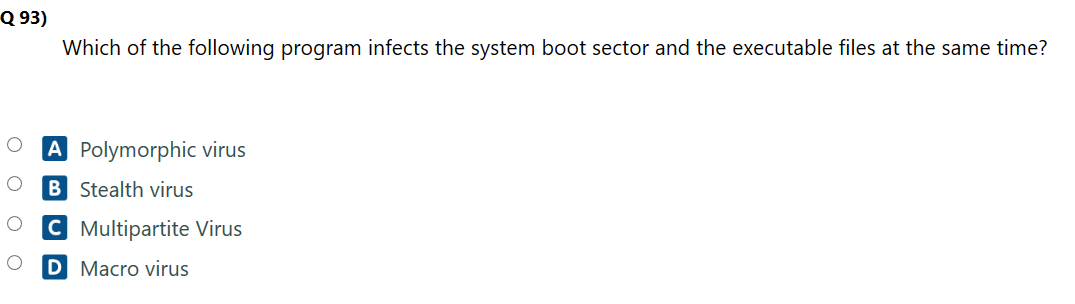 Q 93)
Which of the following program infects the system boot sector and the executable files at the same time?
A Polymorphic virus
B Stealth virus
C Multipartite Virus
D Macro virus